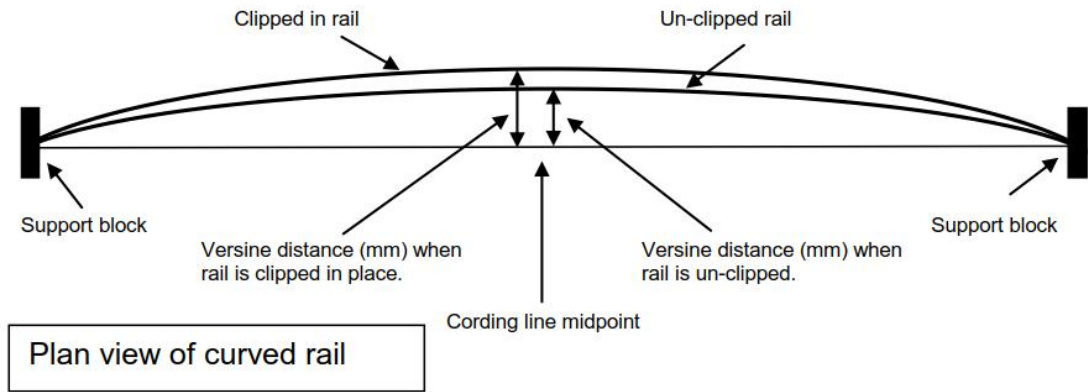 Clipped in rail
Un-clipped rail
Support block
Versine distance (mm) when
rail is clipped in place.
Versine distance (mm) when
rail is un-clipped.
Support block
Cording line midpoint
Plan view of curved rail